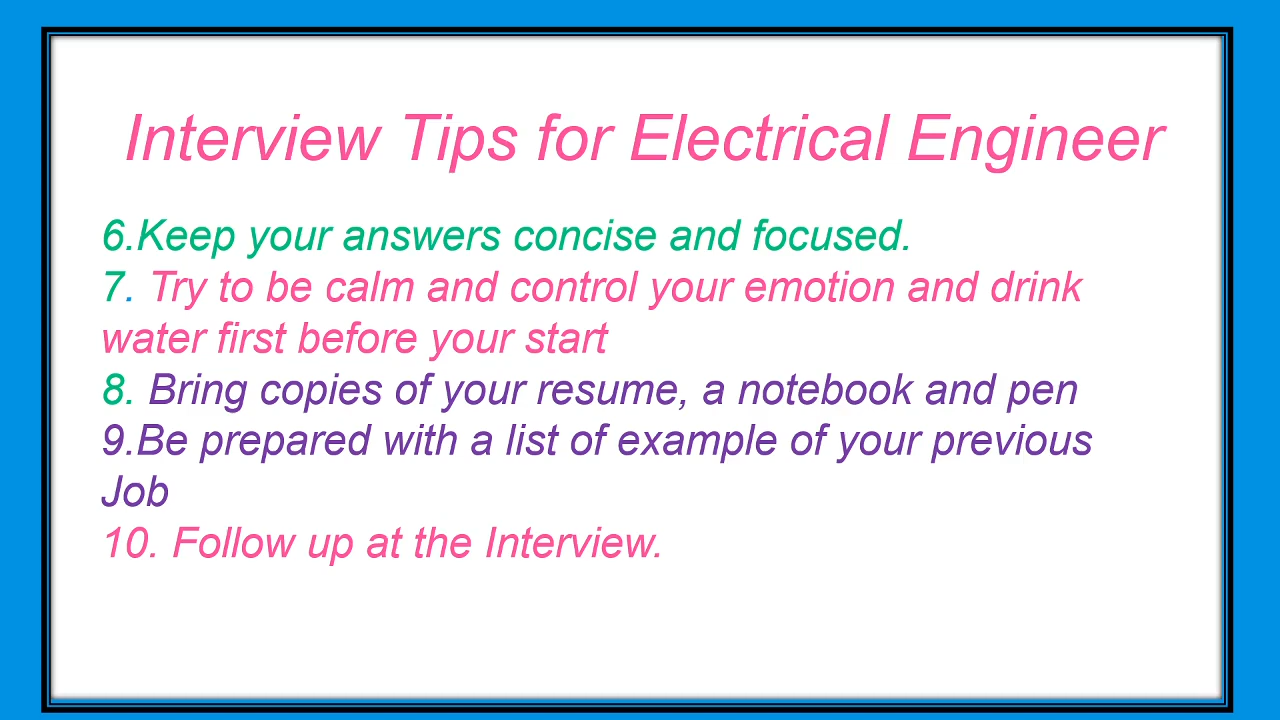 Interview Tips for Electrical Engineer
6.Keep your answers concise and focused.
7. Try to be calm and control your emotion and drink
water first before your start
8. Bring copies of your resume, a notebook and pen
9.Be prepared with a list of example of your previous
Job
10. Follow up at the Interview.